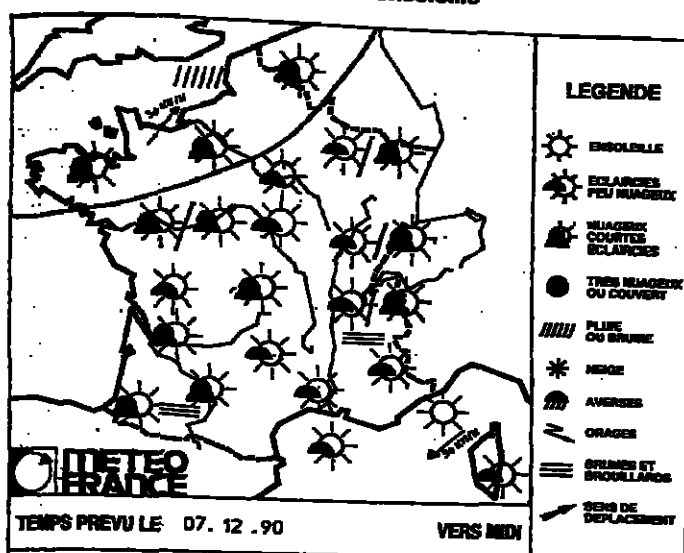 LEGENDE
ENSOLEILLE
ECLAIRCIES
PEU NUAGEUX
NUAGEUX
COURTES
ECLAIRCIES
TRES NUAGEUX
OU COUVERT
PLUIE
OU BRUINE
NEIGE
AVERSES
ORAGES
BRUMES ET
BROUILLARDS
SENS DE
DEPLACEMENT
METEO
FRANCE
TEMPS PREVU LE 07. 12 .90 VERS MIDI